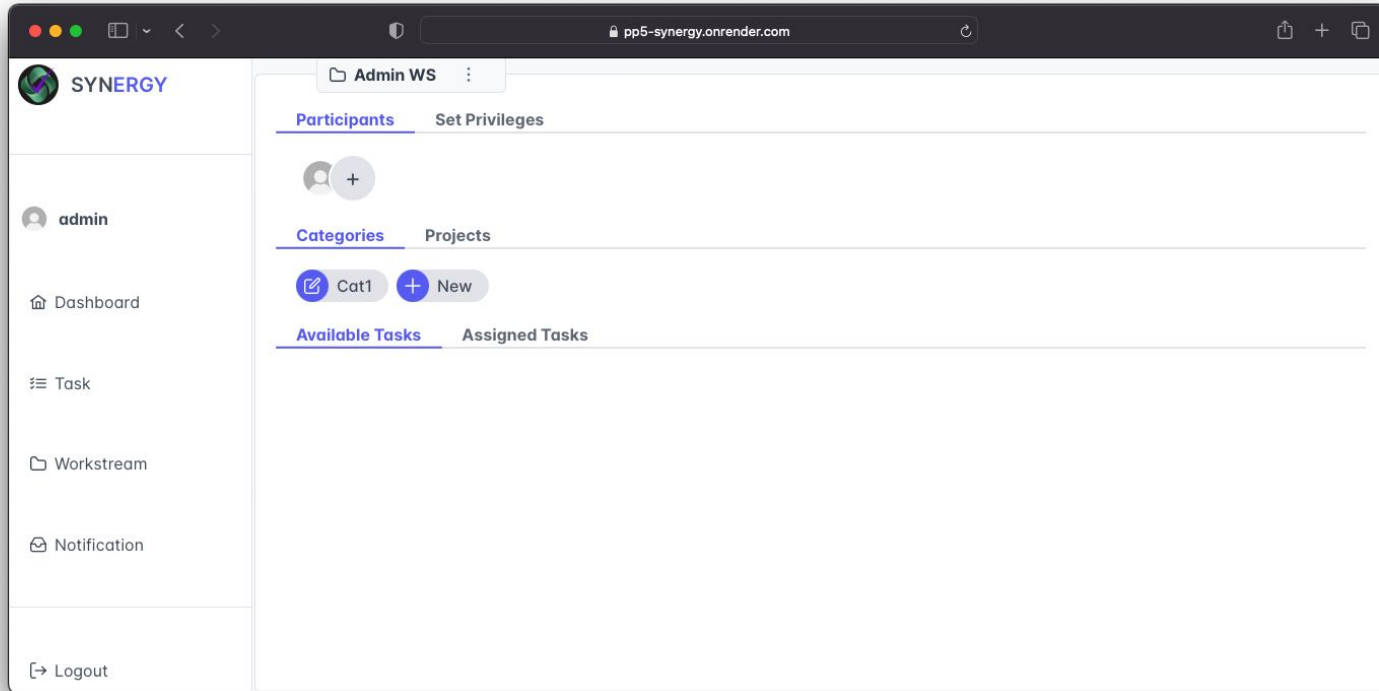 pp5-synergy.onrender.com
SYNERGY
Admin WS
Participants Set Privileges
admin
Categories Projects
Cat1 New
Dashboard
Available Tasks Assigned Tasks
Task
Workstream
Notification
Logout